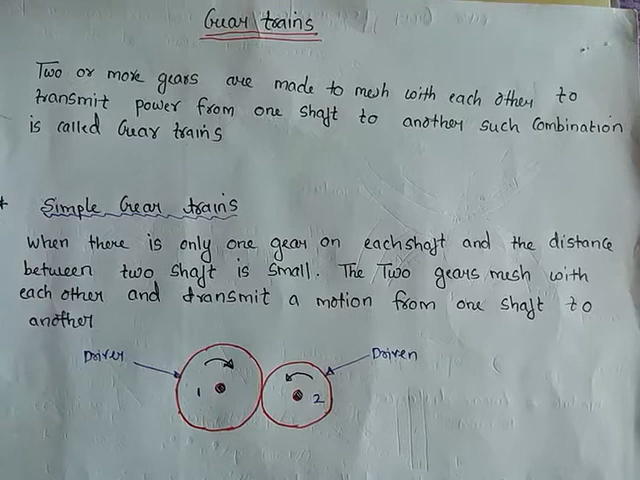 Gear trains
Two or more gears are made to mesh with each other to
transmit power from one shaft to another such combination
is called Gear trains
* Simple Gear trains
when there is only one gear on each shaft and the distance
between two shaft is small. The Two gears mesh with
each other and transmit a motion from one shaft to
another
Driver
Driven
1
2